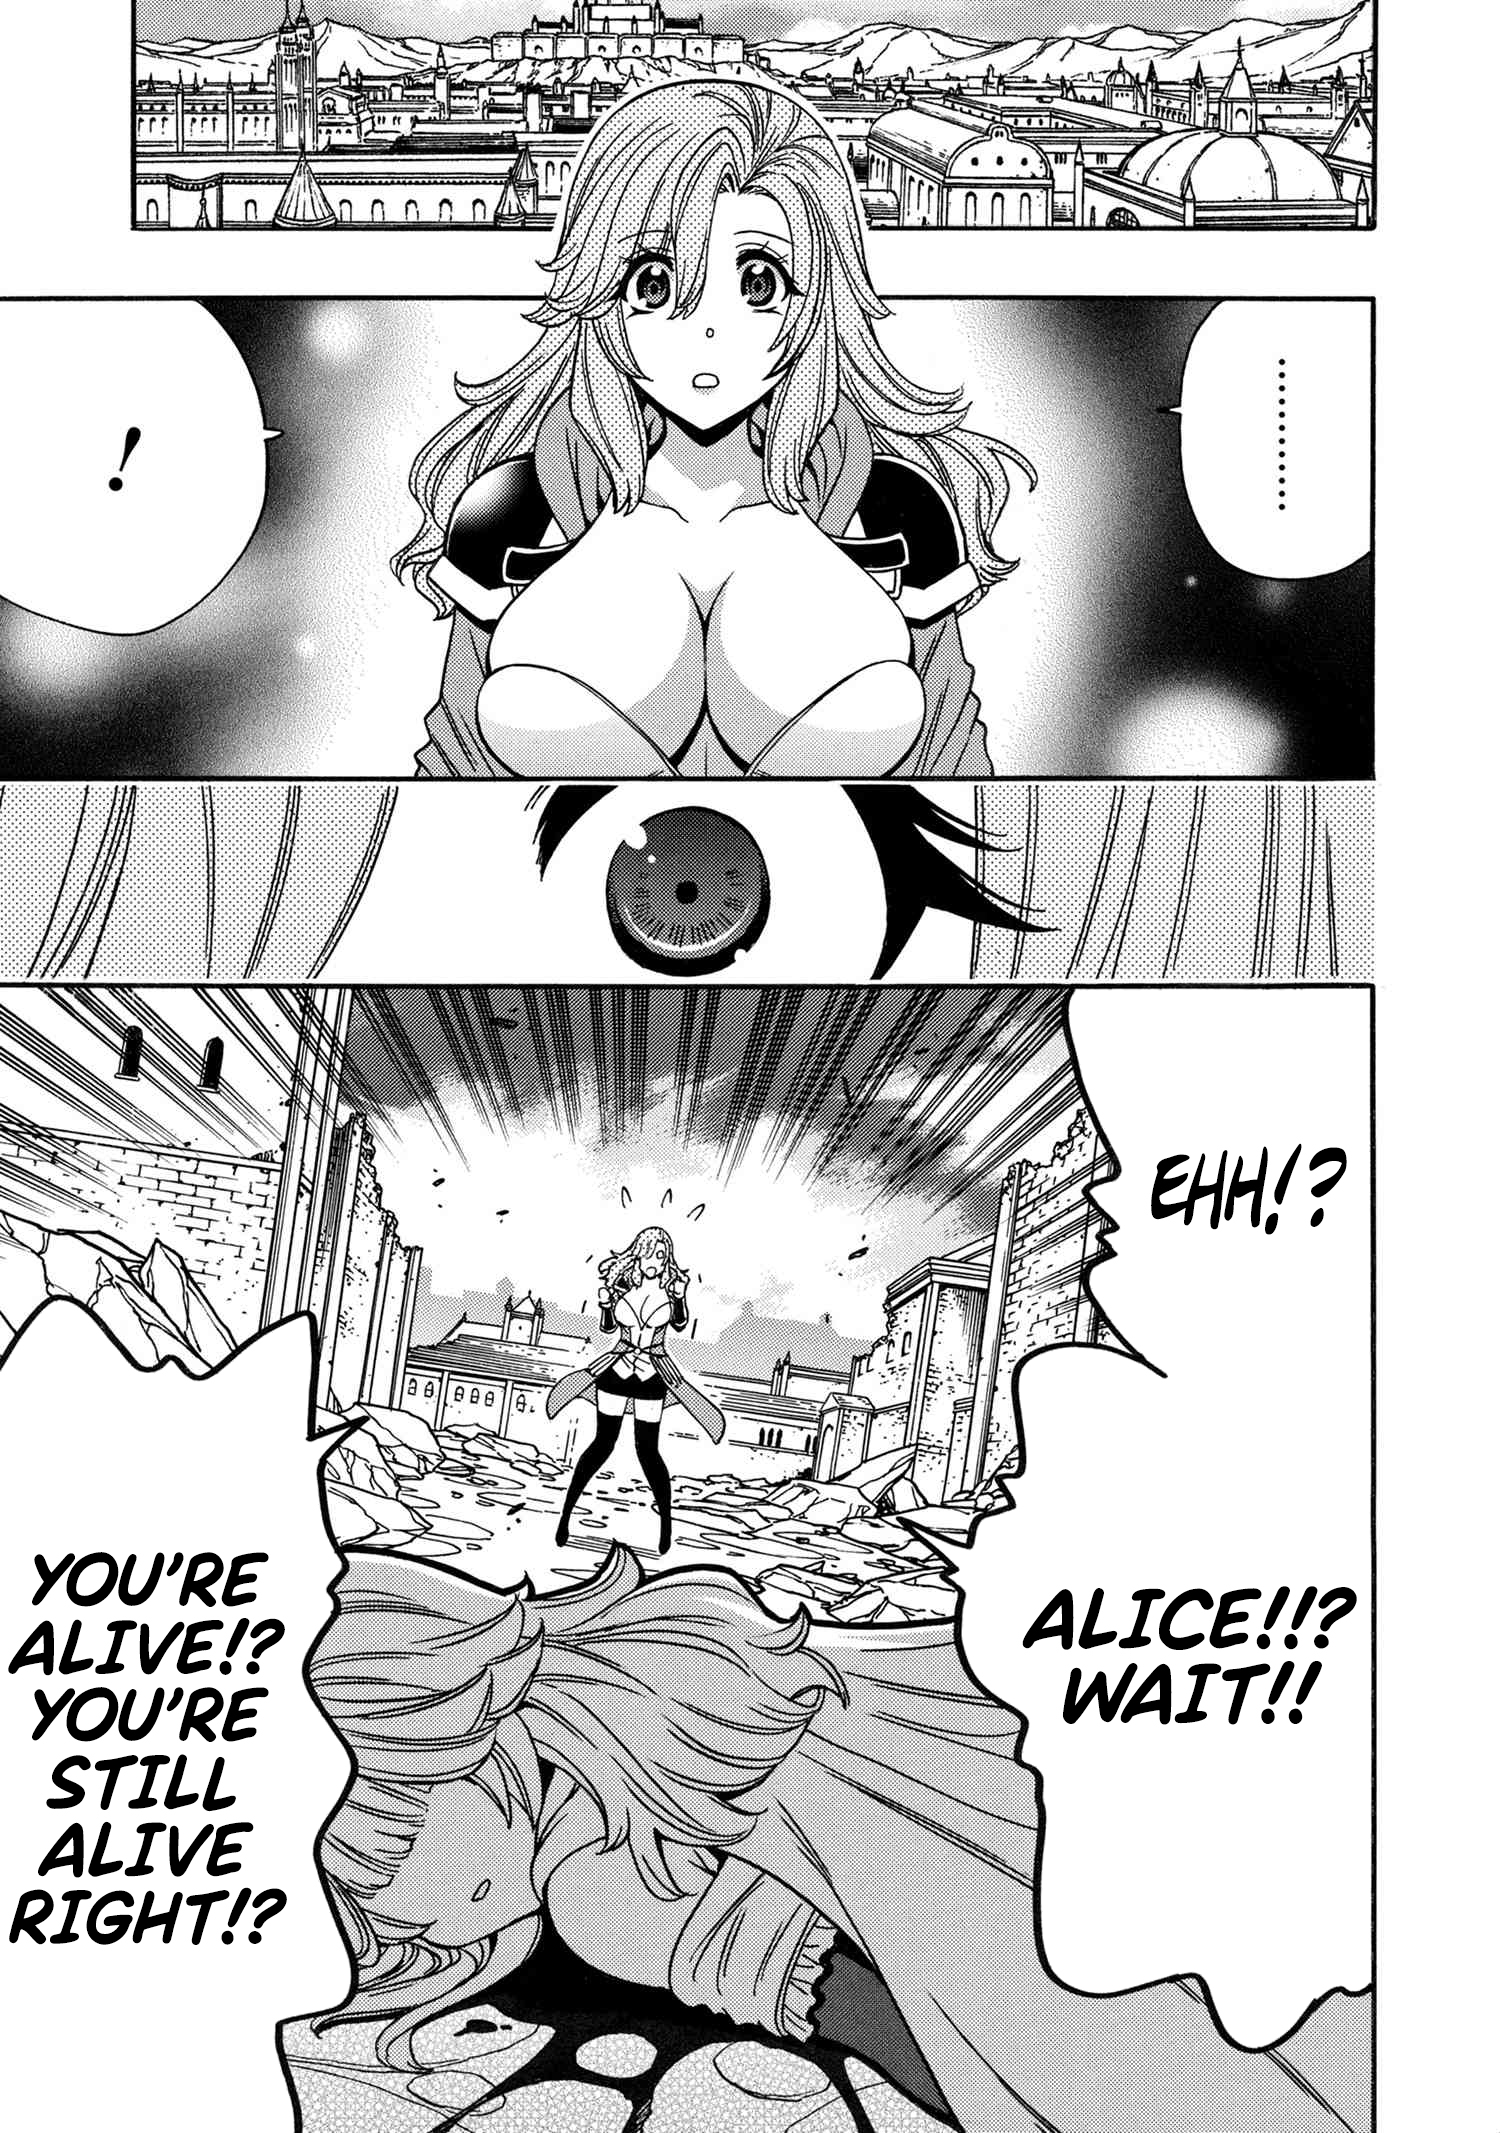 .........
!
EHH!?
ALICE!!?
WAIT!!
YOU'RE
ALIVE!?
YOU'RE
STILL
ALIVE
RIGHT!?